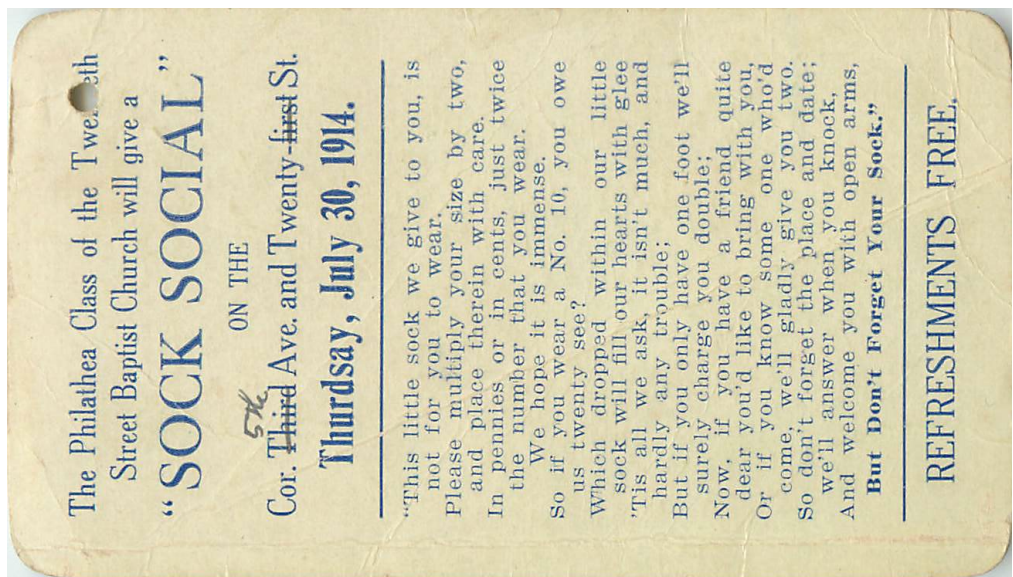 The Philathea Class of the Twelfth
Street Baptist Church will give a
"SOCK SOCIAL"
ON THE
5th
Cor. Third Ave. and Twenty-first St.
Thurdsay, July 30, 1914.
"This little sock we give to you, is
not for you to wear.
Please multiply your size by two,
and place therein with care.
In pennies or in cents, just twice
the number that you wear.
We hope it is immense.
So if you wear a No. 10, you owe
us twenty see?
Which dropped within our little
sock will fill our hearts with glee
'Tis all we ask, it isn't much, and
hardly any trouble;
But if you only have one foot we'll
surely charge you double;
Now, if you have a friend quite
dear you'd like to bring with you,
Or if you know some one who'd
come, we'll gladly give you two.
So don't forget the place and date;
we'll answer when you knock,
And welcome you with open arms,
But Don't Forget Your Sock."
REFRESHMENTS FREE.